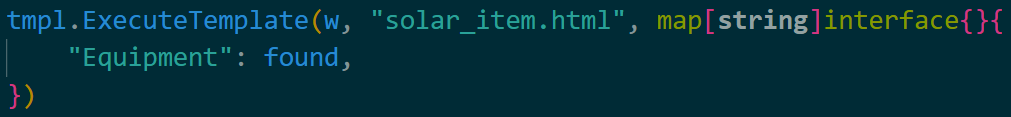 tmpl.ExecuteTemplate(w, "solar_item.html", map[string]interface{}{
    "Equipment": found,
})